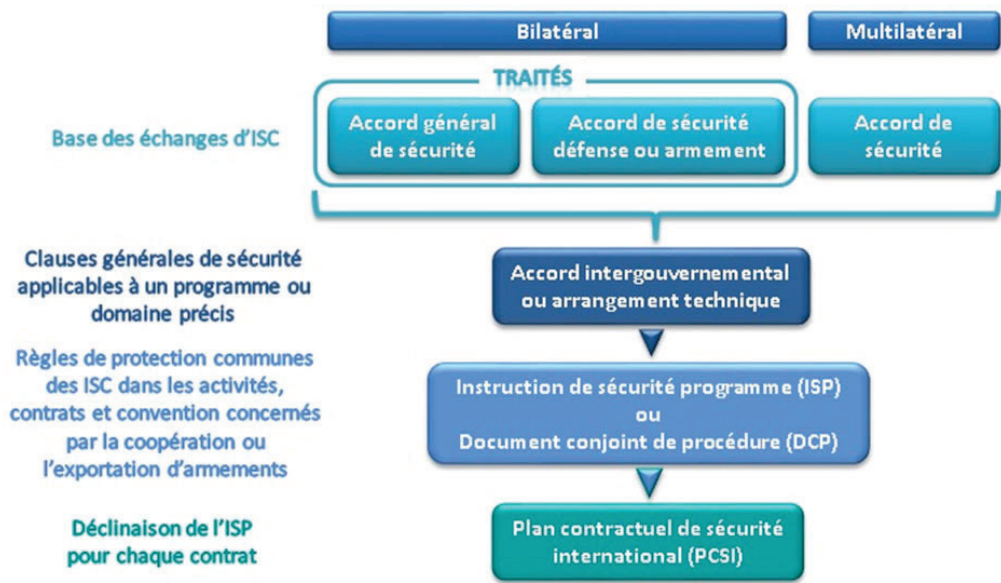 Bilatéral
Multilatéral
TRAITÉS
Base des échanges d'ISC
Accord général
de sécurité
Accord de sécurité
défense ou armement
Accord de
sécurité
Clauses générales de sécurité
applicables à un programme ou
domaine précis
Accord intergouvernemental
ou arrangement technique
Règles de protection communes
des ISC dans les activités,
contrats et convention concernés
par la coopération ou
l'exportation d'armements
Instruction de sécurité programme (ISP)
ou
Document conjoint de procédure (DCP)
Déclinaison de l'ISP
pour chaque contrat
Plan contractuel de sécurité
international (PCSI)